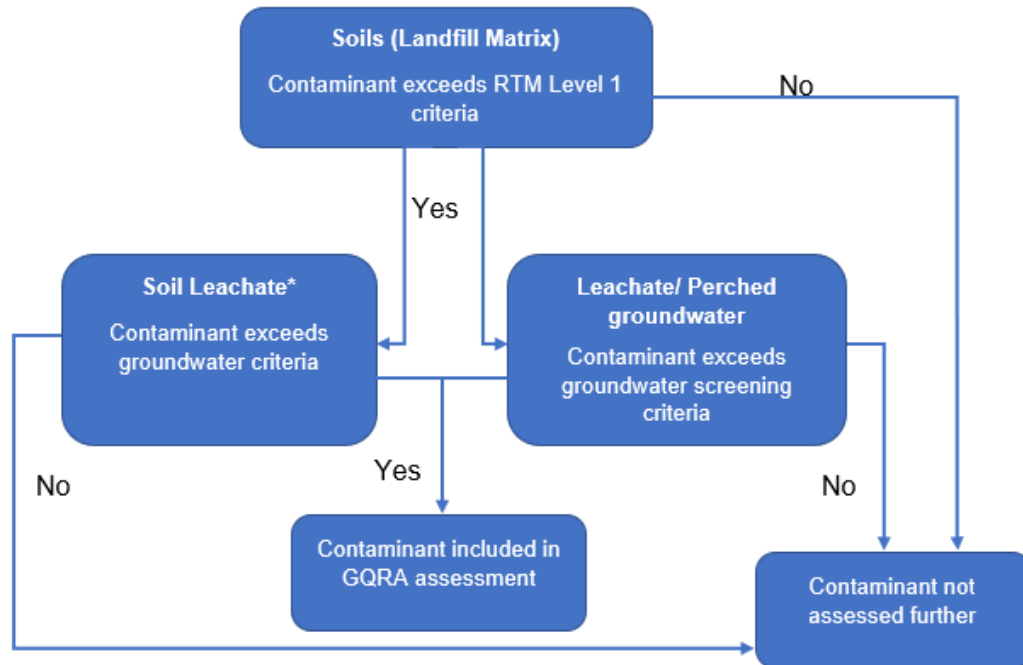 Soils (Landfill Matrix)
Contaminant exceeds RTM Level 1
criteria
No
Yes
Soil Leachate*
Contaminant exceeds
groundwater criteria
Leachate/ Perched
groundwater
Contaminant exceeds
groundwater screening
criteria
No
Yes
No
Contaminant included in
GQRA assessment
Contaminant not
assessed further